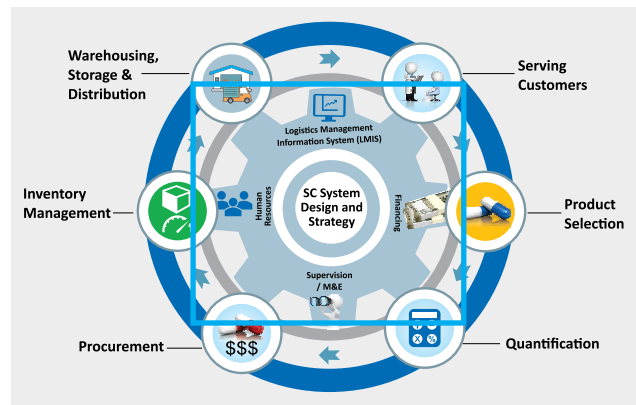 Warehousing,
Storage &
Distribution
Serving
Customers
Logistics Management
Information System (LMIS)
Inventory
Management
Human
Resources
SC System
Design and
Strategy
Financing
Product
Selection
Supervision
/ M&E
Procurement
$$$
Quantification